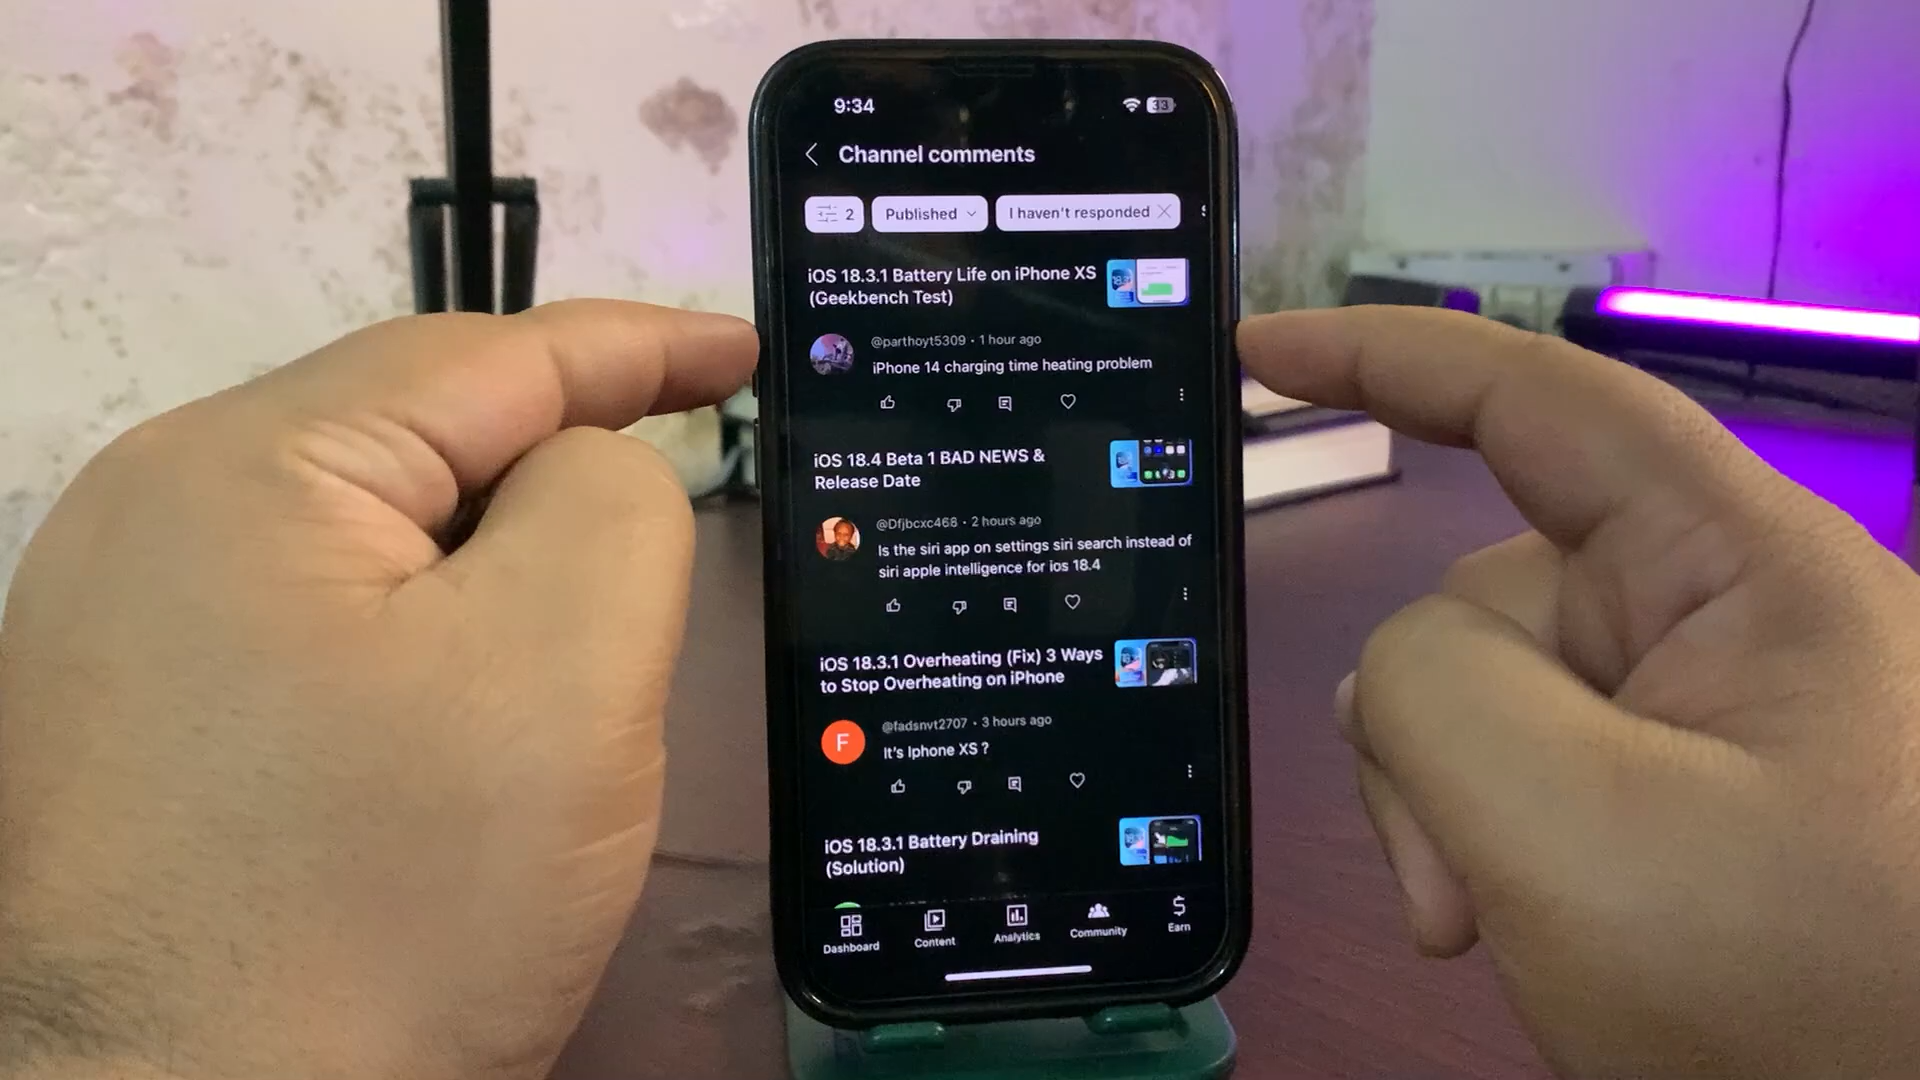 9:34
33
Channel comments
2
Published
I haven't responded
iOS 18.3.1 Battery Life on iPhone XS
(Geekbench Test)
@parthoyt5309 • 1 hour ago
iPhone 14 charging time heating problem
iOS 18.4 Beta 1 BAD NEWS &
Release Date
@Dfjbcxc468 • 2 hours ago
Is the siri app on settings siri search instead of
siri apple intelligence for ios 18.4
iOS 18.3.1 Overheating (Fix) 3 Ways
to Stop Overheating on iPhone
F
@fadsnvt2707 • 3 hours ago
It's Iphone XS ?
iOS 18.3.1 Battery Draining
(Solution)
Dashboard
Content
Analytics
Community
Earn